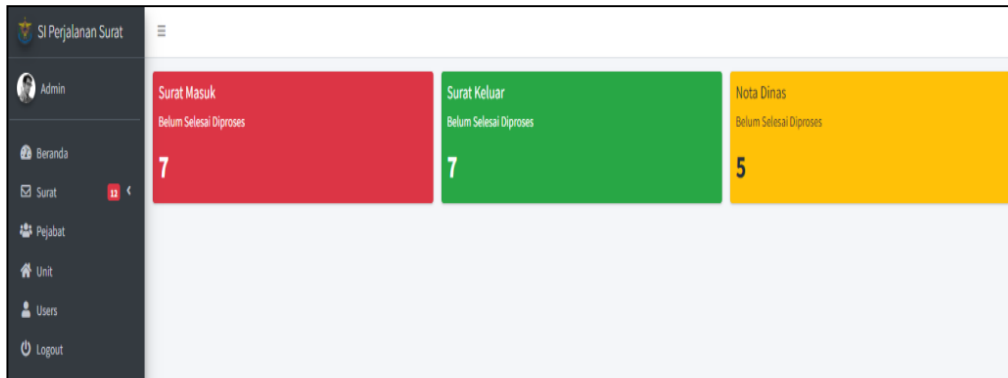 SI Perjalanan Surat
Admin
Beranda
Surat 12
Pejabat
Unit
Users
Logout
Surat Masuk
Belum Selesai Diproses
7
Surat Keluar
Belum Selesai Diproses
7
Nota Dinas
Belum Selesai Diproses
5